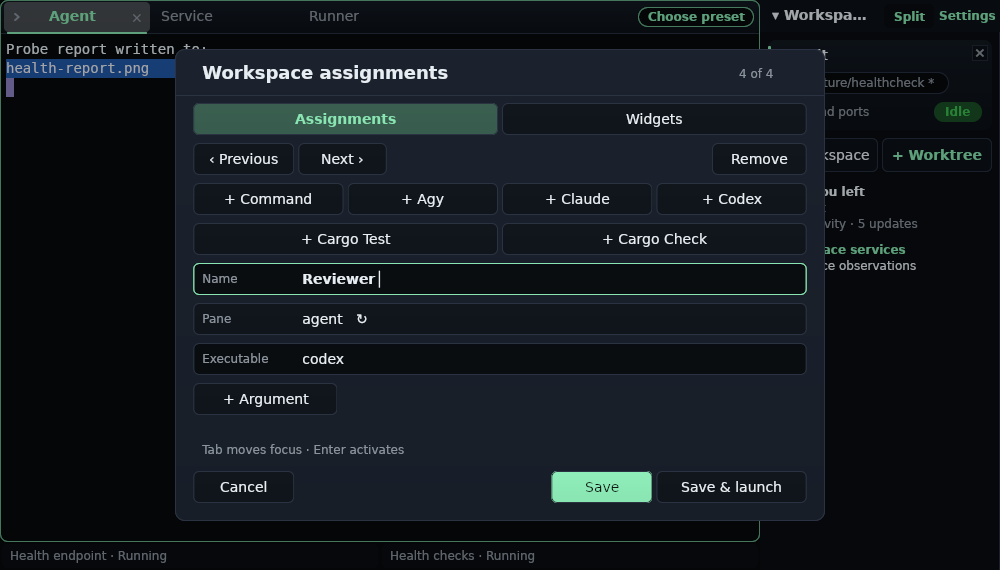 Agent × Service Runner Choose preset ▾ Workspa... Split Settings
Probe report written to:
health-report.png
ture/healthcheck *
nd ports Idle
kspace + Worktree
ou left
vity · 5 updates
ace services
ce observations
Workspace assignments 4 of 4
Assignments Widgets
‹ Previous Next › Remove
+ Command + Agy + Claude + Codex
+ Cargo Test + Cargo Check
Name Reviewer
Pane agent ↻
Executable codex
+ Argument
Tab moves focus · Enter activates
Cancel Save Save & launch
Health endpoint · Running Health checks · Running